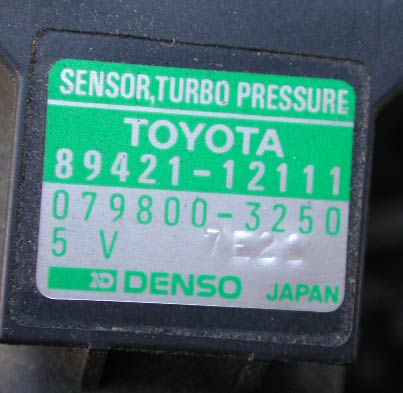 SENSOR,TURBO PRESSURE
TOYOTA
89421-12111
079800-3250
5 V
DENSO JAPAN